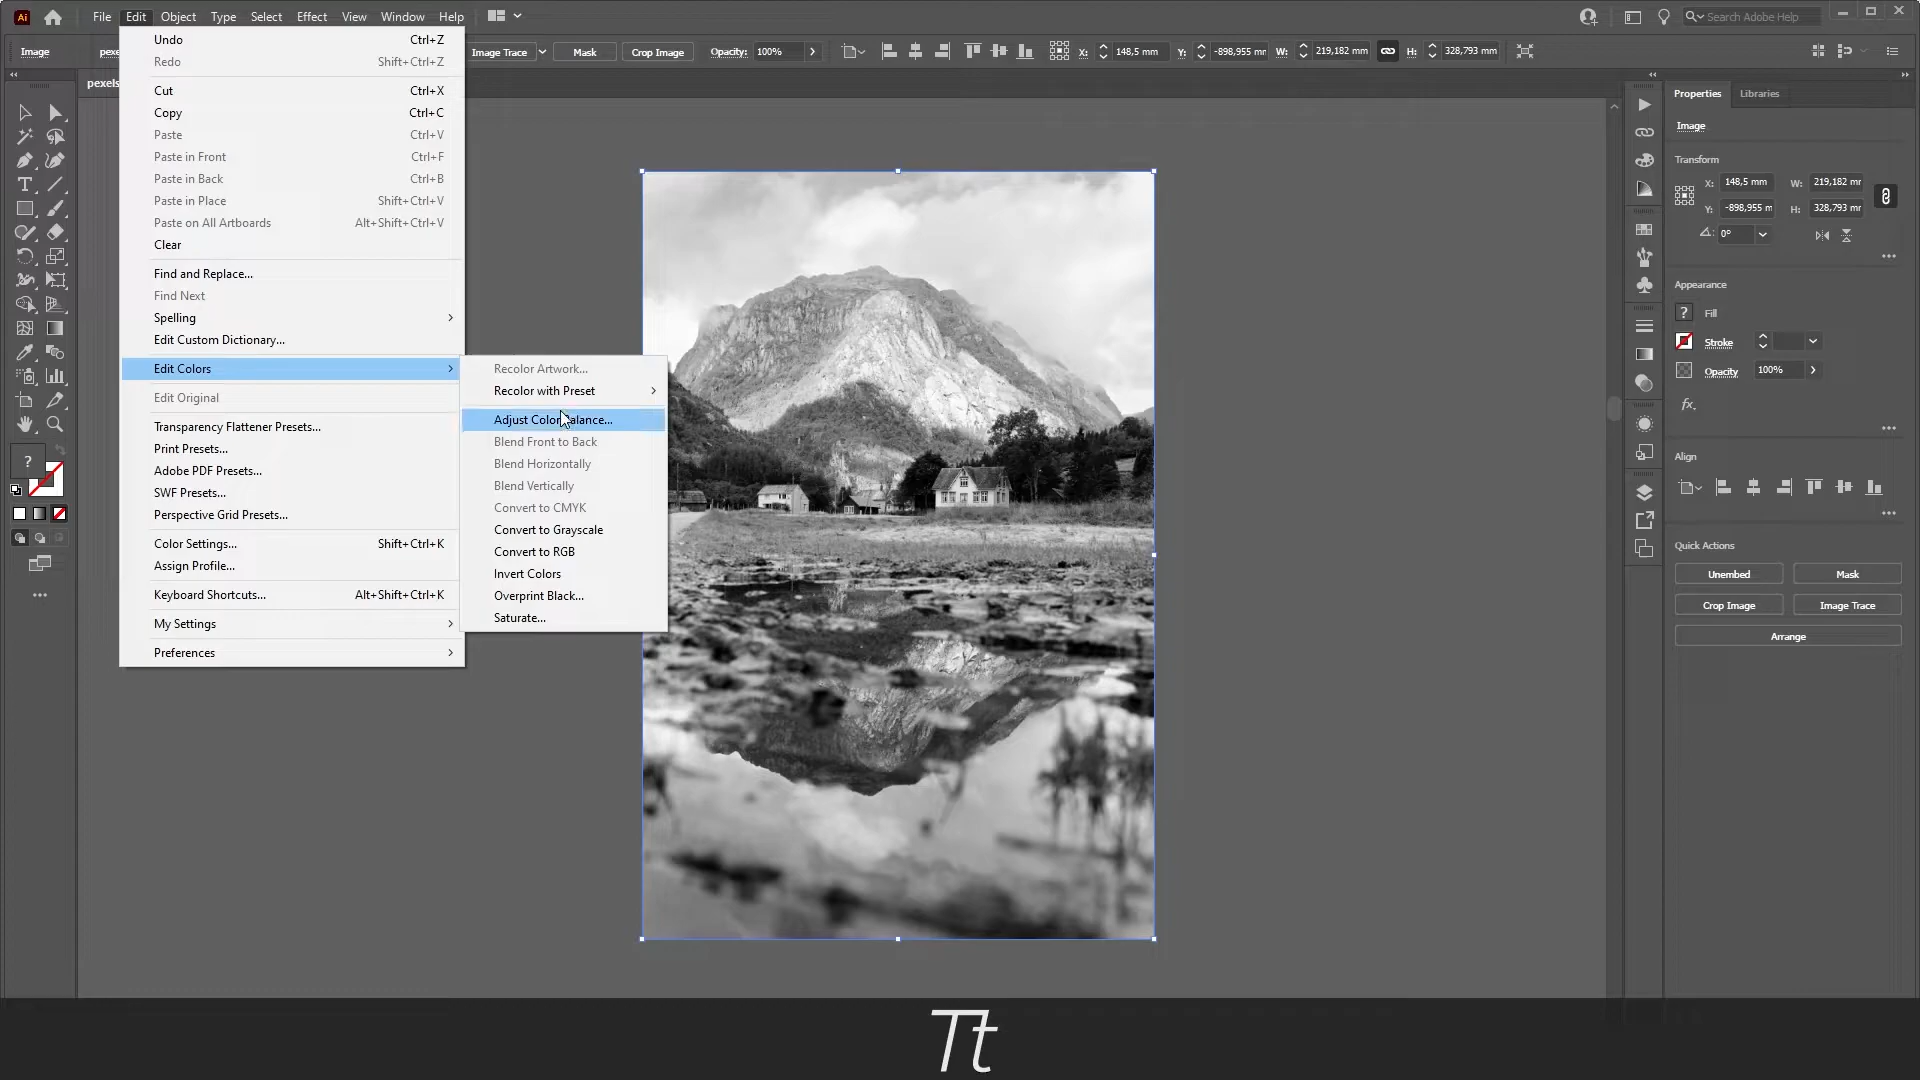 Ai File Edit Object Type Select Effect View Window Help Search Adobe Help
Image pexels Image Trace Mask Crop Image Opacity: 100% X: 148,5 mm Y: -898,955 mm W: 219,182 mm H: 328,793 mm
pexels
Undo Ctrl+Z
Redo Shift+Ctrl+Z
Cut Ctrl+X
Copy Ctrl+C
Paste Ctrl+V
Paste in Front Ctrl+F
Paste in Back Ctrl+B
Paste in Place Shift+Ctrl+V
Paste on All Artboards Alt+Shift+Ctrl+V
Clear
Find and Replace...
Find Next
Spelling
Edit Custom Dictionary...
Edit Colors
Edit Original
Transparency Flattener Presets...
Print Presets...
Adobe PDF Presets...
SWF Presets...
Perspective Grid Presets...
Color Settings... Shift+Ctrl+K
Assign Profile...
Keyboard Shortcuts... Alt+Shift+Ctrl+K
My Settings
Preferences
Recolor Artwork...
Recolor with Preset
Adjust Color Balance...
Blend Front to Back
Blend Horizontally
Blend Vertically
Convert to CMYK
Convert to Grayscale
Convert to RGB
Invert Colors
Overprint Black...
Saturate...
Properties Libraries
Image
Transform
X: 148,5 mm W: 219,182 mr
Y: -898,955 m H: 328,793 mr
0°
Appearance
? Fill
Stroke
Opacity 100%
fx.
Align
Quick Actions
Unembed Mask
Crop Image Image Trace
Arrange
?
Tt